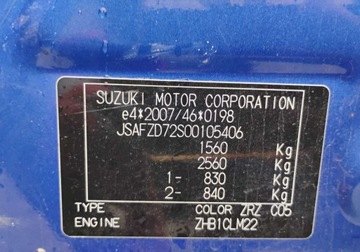 SUZUKI MOTOR CORPORATION
e4*2007/46*0198
JSAFZD72S00105406
1560 Kg
2560 Kg
1- 830 Kg
2- 840 Kg
TYPE COLOR ZRZ C05
ENGINE ZHB1CLM22